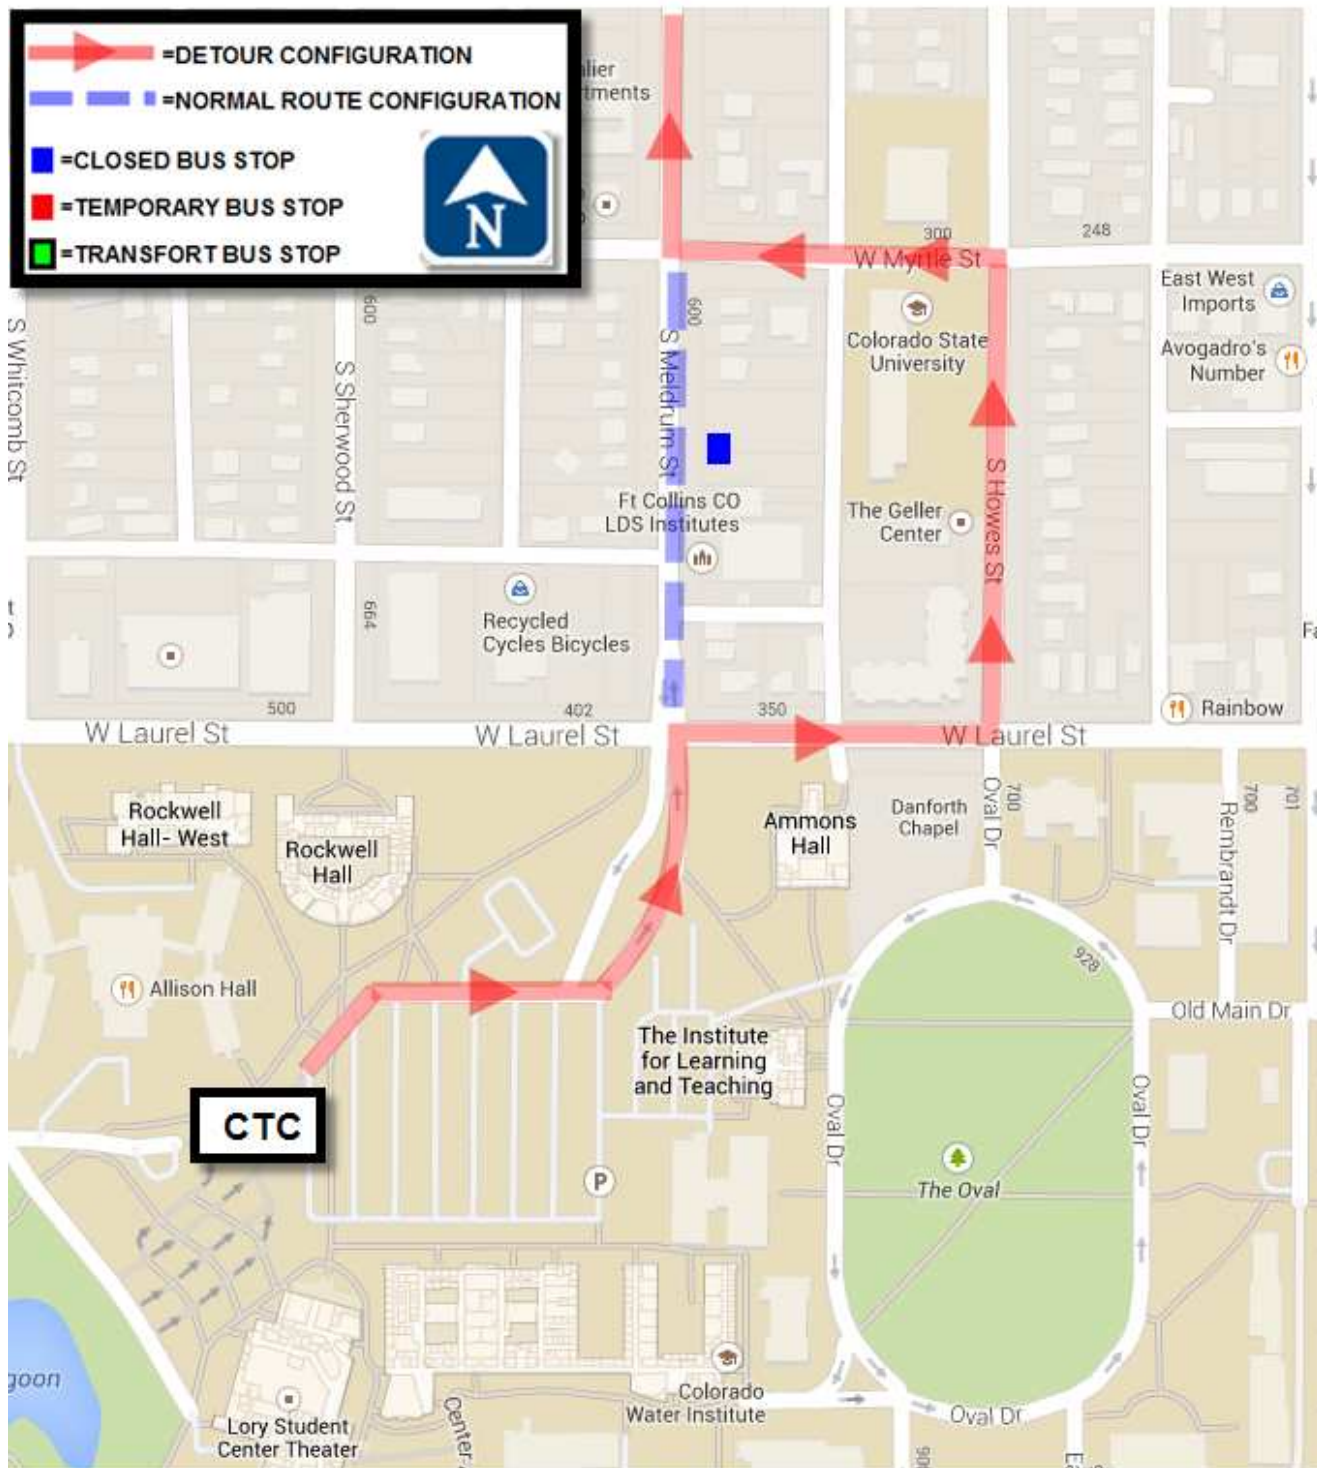 =DETOUR CONFIGURATION
=NORMAL ROUTE CONFIGURATION
=CLOSED BUS STOP
=TEMPORARY BUS STOP
=TRANSFORT BUS STOP
N
300
248
W Myrtle St
East West
Imports
600
600
S Meldrum St
Colorado State
University
Avogadro's
Number
S Whitcomb St
S Sherwood St
S Howes St
Ft Collins CO
LDS Institutes
The Geller
Center
664
Recycled
Cycles Bicycles
500
402
350
Rainbow
W Laurel St
W Laurel St
W Laurel St
Rockwell
Hall- West
Rockwell
Hall
Ammons
Hall
Danforth
Chapel
Oval Dr
700
Rembrandt Dr
700
701
928
Allison Hall
Old Main Dr
The Institute
for Learning
and Teaching
CTC
Oval Dr
Oval Dr
P
The Oval
Colorado
Water Institute
Lory Student
Center Theater
Center
Oval Dr